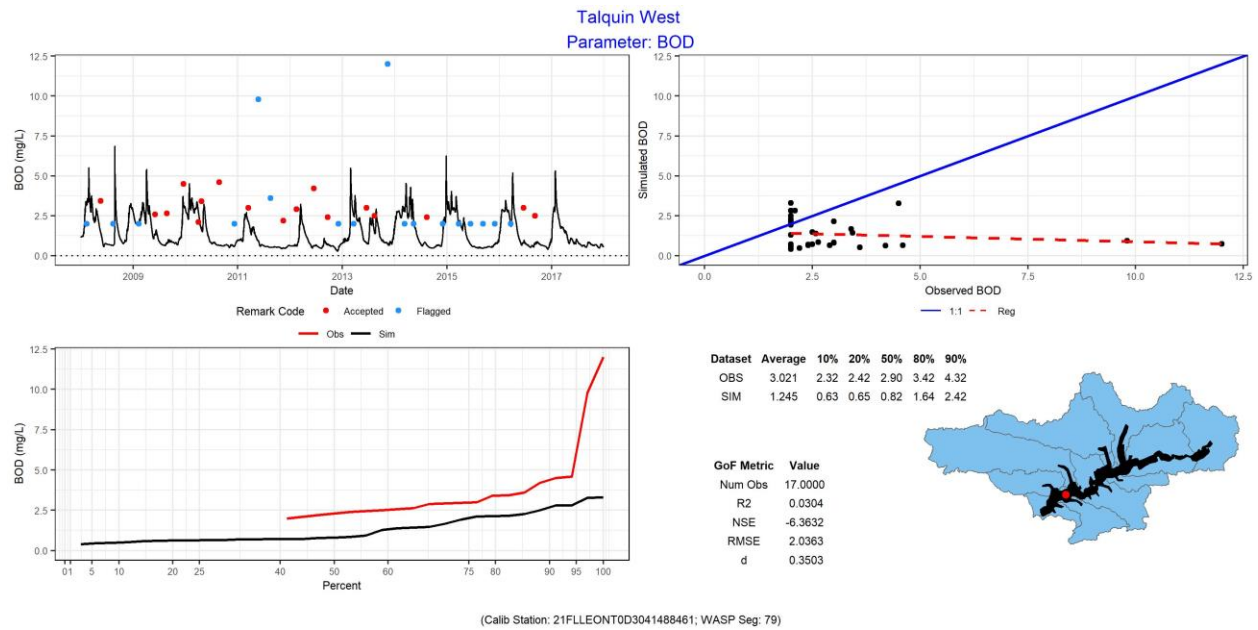 Talquin West
Parameter: BOD
12.5
10.0
7.5
5.0
2.5
0.0
BOD (mg/L)
2009 2011 2013 2015 2017
Date
Remark Code Accepted Flagged
Obs Sim
12.5
10.0
7.5
5.0
2.5
0.0
Simulated BOD
0.0 2.5 5.0 7.5 10.0 12.5
Observed BOD
1:1 Reg
12.5
10.0
7.5
5.0
2.5
0.0
BOD (mg/L)
01 5 10 20 25 40 50 60 75 80 90 95 100
Percent
Dataset Average 10% 20% 50% 80% 90%
OBS 3.021 2.32 2.42 2.90 3.42 4.32
SIM 1.245 0.63 0.65 0.82 1.64 2.42
GoF Metric Value
Num Obs 17.0000
R2 0.0304
NSE -6.3632
RMSE 2.0363
d 0.3503
(Calib Station: 21FLLEONT0D3041488461; WASP Seg: 79)